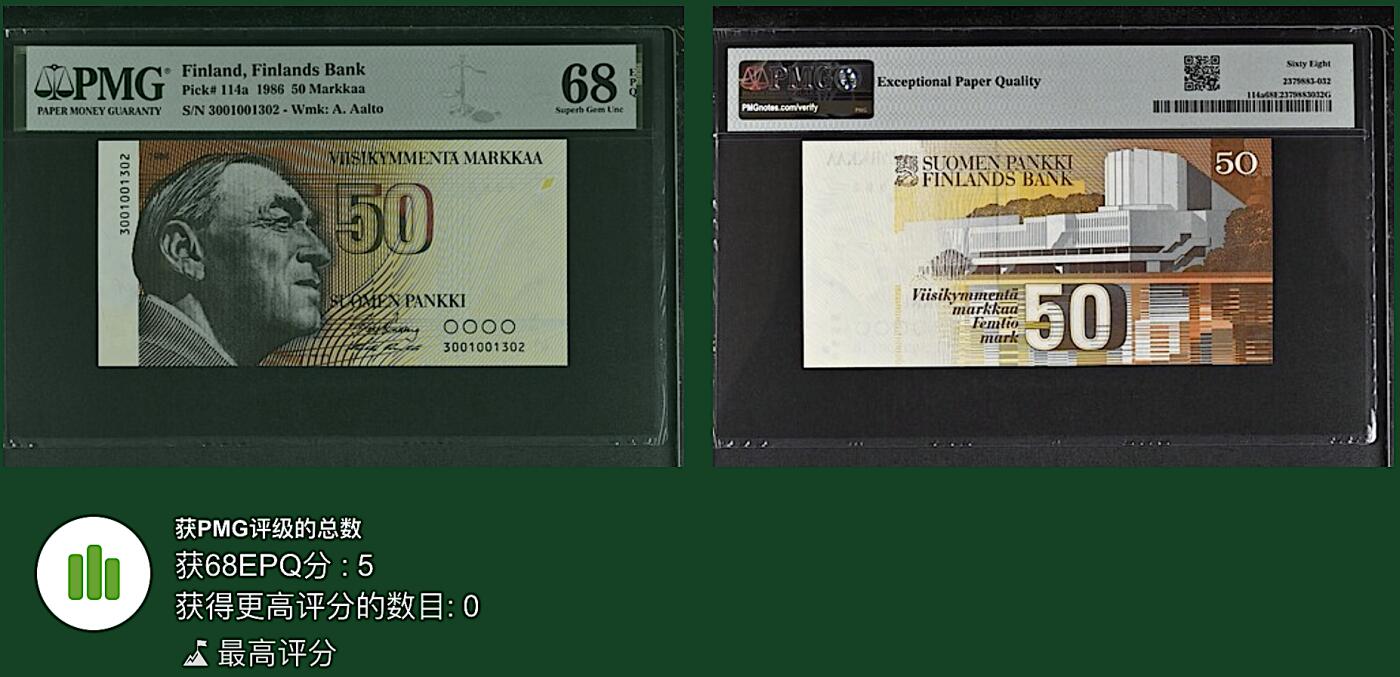 PMG
PAPER MONEY GUARANTY
Finland, Finlands Bank
Pick# 114a 1986 50 Markkaa
S/N 3001001302 - Wmk: A. Aalto
68
EPQ
Superb Gem Unc
3001001302
VIISIKYMMENTÄ MARKKAA
50
SUOMEN PANKKI
3001001302
PMG
PMGnotes.com/verify
PMG
Exceptional Paper Quality
Sixty Eight
2379883-032
114a68E2379883032G
SUOMEN PANKKI
FINLANDS BANK
50
Viisikymmentä
markkaa
Femtio
mark
50
获PMG评级的总数
获68EPQ分 : 5
获得更高评分的数目: 0
最高评分